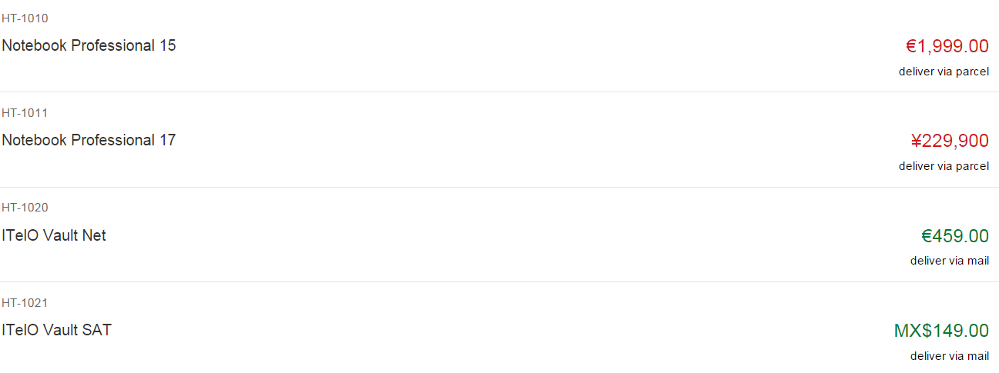 HT-1010
Notebook Professional 15
€1,999.00
deliver via parcel
HT-1011
Notebook Professional 17
¥229,900
deliver via parcel
HT-1020
ITelO Vault Net
€459.00
deliver via mail
HT-1021
ITelO Vault SAT
MX$149.00
deliver via mail